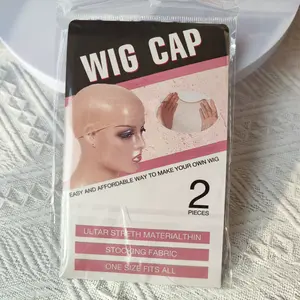 WIG CAP
EASY AND AFFORDABLE WAY TO MAKE YOUR OWN WIG
2
PIECES
ULTAR STRETH MATERIALTHIN
STOCKING FABRIC
ONE SIZE FITS ALL